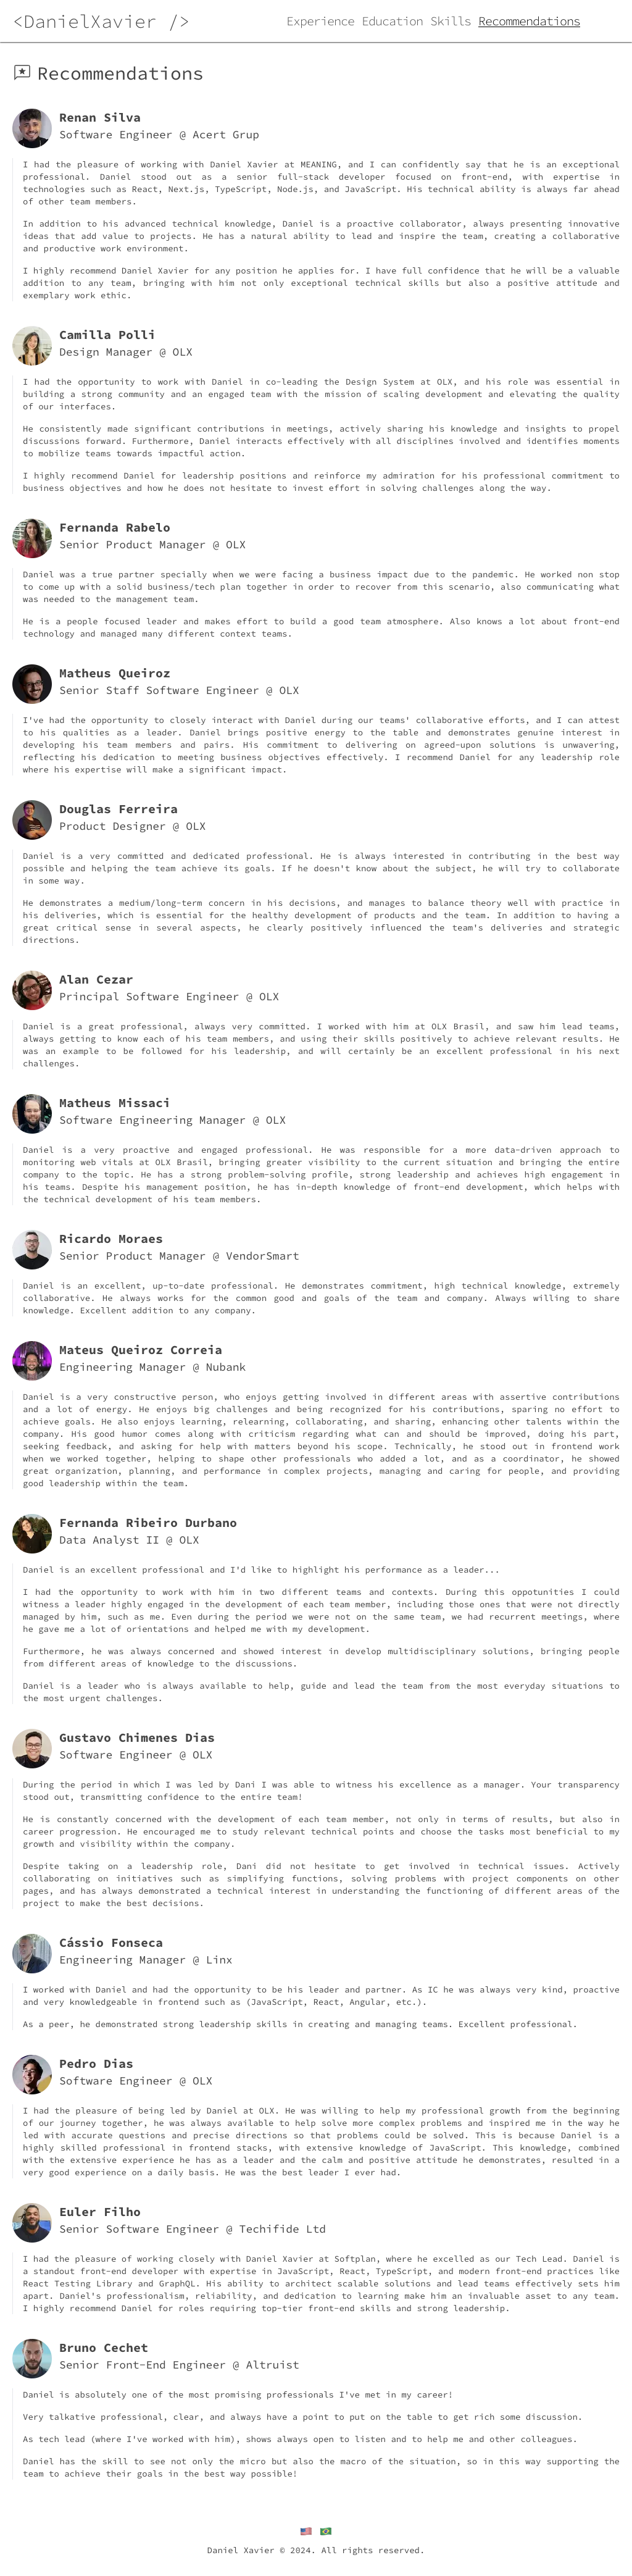 <DanielXavier />
Experience Education Skills Recommendations
Recommendations
Renan Silva
Software Engineer @ Acert Grup
I had the pleasure of working with Daniel Xavier at MEANING, and I can confidently say that he is an exceptional
professional. Daniel stood out as a senior full-stack developer focused on front-end, with expertise in
technologies such as React, Next.js, TypeScript, Node.js, and JavaScript. His technical ability is always far ahead
of other team members.
In addition to his advanced technical knowledge, Daniel is a proactive collaborator, always presenting innovative
ideas that add value to projects. He has a natural ability to lead and inspire the team, creating a collaborative
and productive work environment.
I highly recommend Daniel Xavier for any position he applies for. I have full confidence that he will be a valuable
addition to any team, bringing with him not only exceptional technical skills but also a positive attitude and
exemplary work ethic.
Camilla Polli
Design Manager @ OLX
I had the opportunity to work with Daniel in co-leading the Design System at OLX, and his role was essential in
building a strong community and an engaged team with the mission of scaling development and elevating the quality
of our interfaces.
He consistently made significant contributions in meetings, actively sharing his knowledge and insights to propel
discussions forward. Furthermore, Daniel interacts effectively with all disciplines involved and identifies moments
to mobilize teams towards impactful action.
I highly recommend Daniel for leadership positions and reinforce my admiration for his professional commitment to
business objectives and how he does not hesitate to invest effort in solving challenges along the way.
Fernanda Rabelo
Senior Product Manager @ OLX
Daniel was a true partner specially when we were facing a business impact due to the pandemic. He worked non stop
to come up with a solid business/tech plan together in order to recover from this scenario, also communicating what
was needed to the management team.
He is a people focused leader and makes effort to build a good team atmosphere. Also knows a lot about front-end
technology and managed many different context teams.
Matheus Queiroz
Senior Staff Software Engineer @ OLX
I've had the opportunity to closely interact with Daniel during our teams' collaborative efforts, and I can attest
to his qualities as a leader. Daniel brings positive energy to the table and demonstrates genuine interest in
developing his team members and pairs. His commitment to delivering on agreed-upon solutions is unwavering,
reflecting his dedication to meeting business objectives effectively. I recommend Daniel for any leadership role
where his expertise will make a significant impact.
Douglas Ferreira
Product Designer @ OLX
Daniel is a very committed and dedicated professional. He is always interested in contributing in the best way
possible and helping the team achieve its goals. If he doesn't know about the subject, he will try to collaborate
in some way.
He demonstrates a medium/long-term concern in his decisions, and manages to balance theory well with practice in
his deliveries, which is essential for the healthy development of products and the team. In addition to having a
great critical sense in several aspects, he clearly positively influenced the team's deliveries and strategic
directions.
Alan Cezar
Principal Software Engineer @ OLX
Daniel is a great professional, always very committed. I worked with him at OLX Brasil, and saw him lead teams,
always getting to know each of his team members, and using their skills positively to achieve relevant results. He
was an example to be followed for his leadership, and will certainly be an excellent professional in his next
challenges.
Matheus Missaci
Software Engineering Manager @ OLX
Daniel is a very proactive and engaged professional. He was responsible for a more data-driven approach to
monitoring web vitals at OLX Brasil, bringing greater visibility to the current situation and bringing the entire
company to the topic. He has a strong problem-solving profile, strong leadership and achieves high engagement in
his teams. Despite his management position, he has in-depth knowledge of front-end development, which helps with
the technical development of his team members.
Ricardo Moraes
Senior Product Manager @ VendorSmart
Daniel is an excellent, up-to-date professional. He demonstrates commitment, high technical knowledge, extremely
collaborative. He always works for the common good and goals of the team and company. Always willing to share
knowledge. Excellent addition to any company.
Mateus Queiroz Correia
Engineering Manager @ Nubank
Daniel is a very constructive person, who enjoys getting involved in different areas with assertive contributions
and a lot of energy. He enjoys big challenges and being recognized for his contributions, sparing no effort to
achieve goals. He also enjoys learning, relearning, collaborating, and sharing, enhancing other talents within the
company. His good humor comes along with criticism regarding what can and should be improved, doing his part,
seeking feedback, and asking for help with matters beyond his scope. Technically, he stood out in frontend work
when we worked together, helping to shape other professionals who added a lot, and as a coordinator, he showed
great organization, planning, and performance in complex projects, managing and caring for people, and providing
good leadership within the team.
Fernanda Ribeiro Durbano
Data Analyst II @ OLX
Daniel is an excellent professional and I'd like to highlight his performance as a leader...
I had the opportunity to work with him in two different teams and contexts. During this oppotunities I could
witness a leader highly engaged in the development of each team member, including those ones that were not directly
managed by him, such as me. Even during the period we were not on the same team, we had recurrent meetings, where
he gave me a lot of orientations and helped me with my development.
Furthermore, he was always concerned and showed interest in develop multidisciplinary solutions, bringing people
from different areas of knowledge to the discussions.
Daniel is a leader who is always available to help, guide and lead the team from the most everyday situations to
the most urgent challenges.
Gustavo Chimenes Dias
Software Engineer @ OLX
During the period in which I was led by Dani I was able to witness his excellence as a manager. Your transparency
stood out, transmitting confidence to the entire team!
He is constantly concerned with the development of each team member, not only in terms of results, but also in
career progression. He encouraged me to study relevant technical points and choose the tasks most beneficial to my
growth and visibility within the company.
Despite taking on a leadership role, Dani did not hesitate to get involved in technical issues. Actively
collaborating on initiatives such as simplifying functions, solving problems with project components on other
pages, and has always demonstrated a technical interest in understanding the functioning of different areas of the
project to make the best decisions.
Cássio Fonseca
Engineering Manager @ Linx
I worked with Daniel and had the opportunity to be his leader and partner. As IC he was always very kind, proactive
and very knowledgeable in frontend such as (JavaScript, React, Angular, etc.).
As a peer, he demonstrated strong leadership skills in creating and managing teams. Excellent professional.
Pedro Dias
Software Engineer @ OLX
I had the pleasure of being led by Daniel at OLX. He was willing to help my professional growth from the beginning
of our journey together, he was always available to help solve more complex problems and inspired me in the way he
led with accurate questions and precise directions so that problems could be solved. This is because Daniel is a
highly skilled professional in frontend stacks, with extensive knowledge of JavaScript. This knowledge, combined
with the extensive experience he has as a leader and the calm and positive attitude he demonstrates, resulted in a
very good experience on a daily basis. He was the best leader I ever had.
Euler Filho
Senior Software Engineer @ Techifide Ltd
I had the pleasure of working closely with Daniel Xavier at Softplan, where he excelled as our Tech Lead. Daniel is
a standout front-end developer with expertise in JavaScript, React, TypeScript, and modern front-end practices like
React Testing Library and GraphQL. His ability to architect scalable solutions and lead teams effectively sets him
apart. Daniel's professionalism, reliability, and dedication to learning make him an invaluable asset to any team.
I highly recommend Daniel for roles requiring top-tier front-end skills and strong leadership.
Bruno Cechet
Senior Front-End Engineer @ Altruist
Daniel is absolutely one of the most promising professionals I've met in my career!
Very talkative professional, clear, and always have a point to put on the table to get rich some discussion.
As tech lead (where I've worked with him), shows always open to listen and to help me and other colleagues.
Daniel has the skill to see not only the micro but also the macro of the situation, so in this way supporting the
team to achieve their goals in the best way possible!
Daniel Xavier © 2024. All rights reserved.